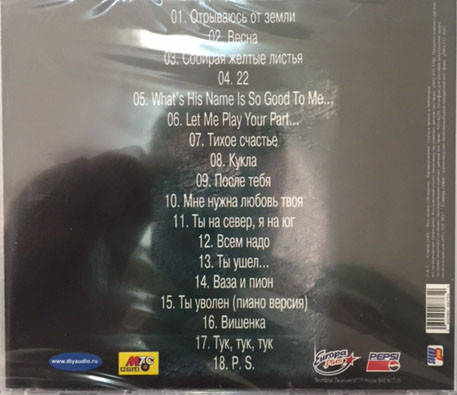 01. Отрываюсь от земли
02. Весна
03. Собирая желтые листья
04. 22
05. What's His Name Is So Good To Me...
06. Let Me Play Your Part...
07. Тихое счастье
08. Кукла
09. После тебя
10. Мне нужна любовь твоя
11. Ты на север, я на юг
12. Всем надо
13. Ты ушел...
14. Ваза и пион
15. Ты уволен (пиано версия)
16. Вишенка
17. Тук, тук, тук
18. P. S.
www.diyaudio.ru
GSM
Европа
PEPSI